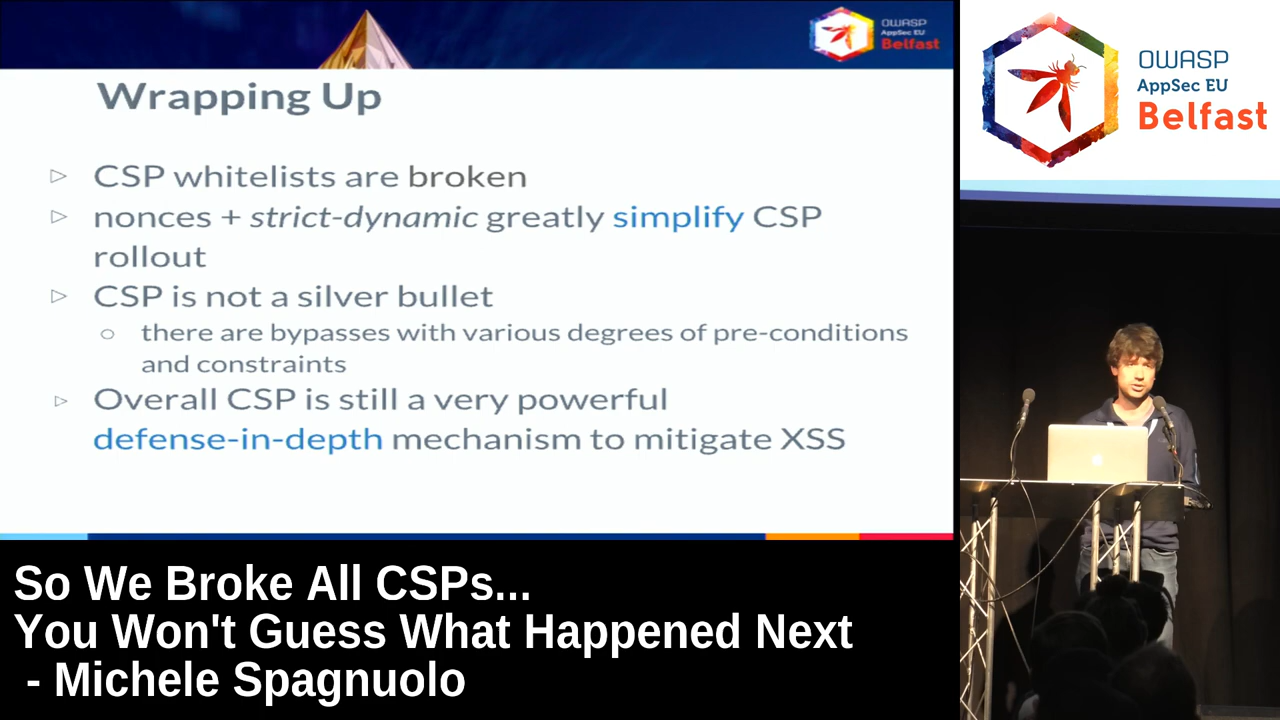 OWASP
AppSec EU
Belfast
Wrapping Up
▷ CSP whitelists are broken
▷ nonces + strict-dynamic greatly simplify CSP
rollout
▷ CSP is not a silver bullet
○ there are bypasses with various degrees of pre-conditions
and constraints
▷ Overall CSP is still a very powerful
defense-in-depth mechanism to mitigate XSS
OWASP
AppSec EU
Belfast
So We Broke All CSPs...
You Won't Guess What Happened Next
- Michele Spagnuolo